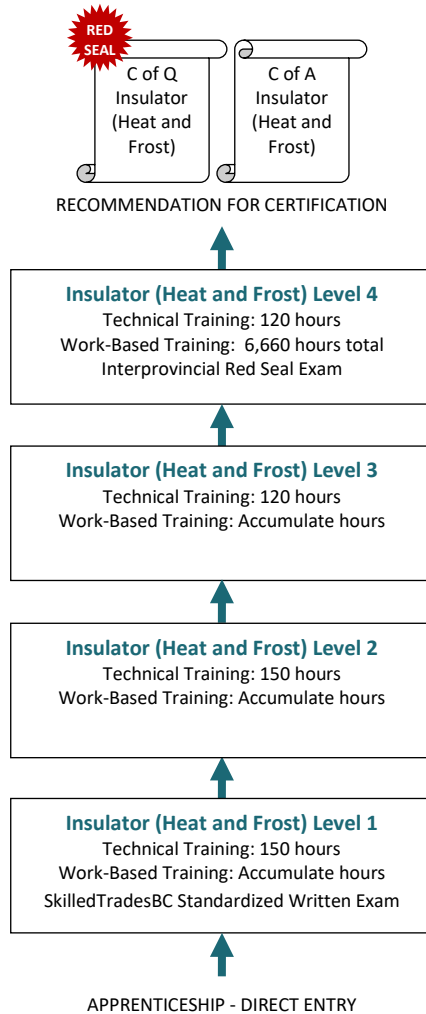 RED
SEAL
C of Q
Insulator
(Heat and
Frost)
C of A
Insulator
(Heat and
Frost)
RECOMMENDATION FOR CERTIFICATION
Insulator (Heat and Frost) Level 4
Technical Training: 120 hours
Work-Based Training:  6,660 hours total
Interprovincial Red Seal Exam
Insulator (Heat and Frost) Level 3
Technical Training: 120 hours
Work-Based Training: Accumulate hours
Insulator (Heat and Frost) Level 2
Technical Training: 150 hours
Work-Based Training: Accumulate hours
Insulator (Heat and Frost) Level 1
Technical Training: 150 hours
Work-Based Training: Accumulate hours
SkilledTradesBC Standardized Written Exam
APPRENTICESHIP - DIRECT ENTRY